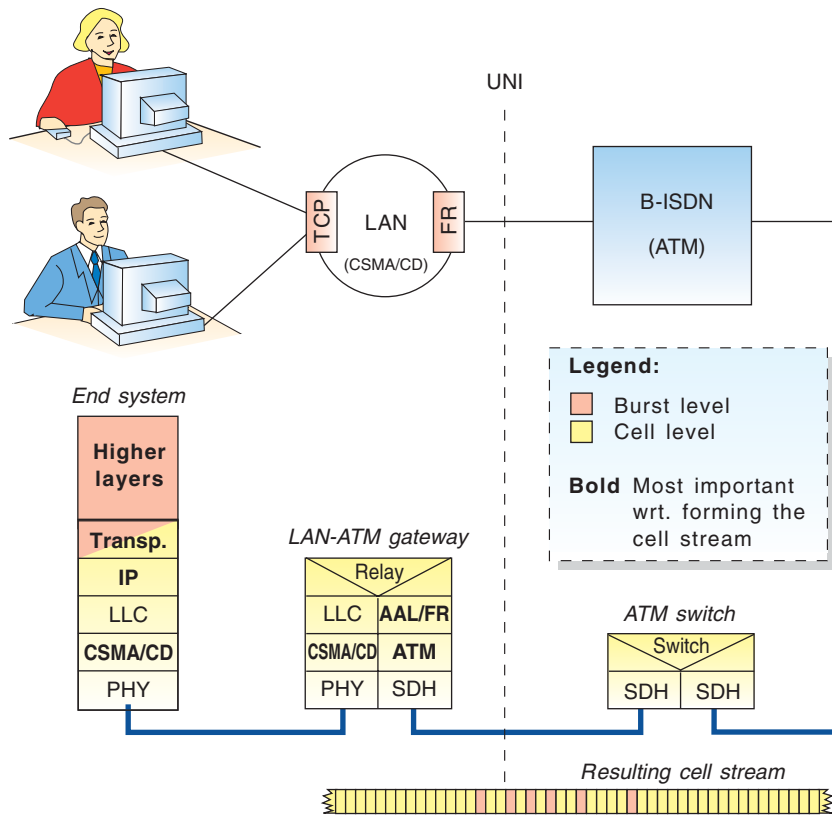 UNI
TCP
LAN
(CSMA/CD)
FR
B-ISDN
(ATM)
Legend:
Burst level
Cell level
Bold Most important
wrt. forming the
cell stream
End system
Higher
layers
Transp.
IP
LLC
CSMA/CD
PHY
LAN-ATM gateway
Relay
LLC AAL/FR
CSMA/CD ATM
PHY SDH
ATM switch
Switch
SDH SDH
Resulting cell stream